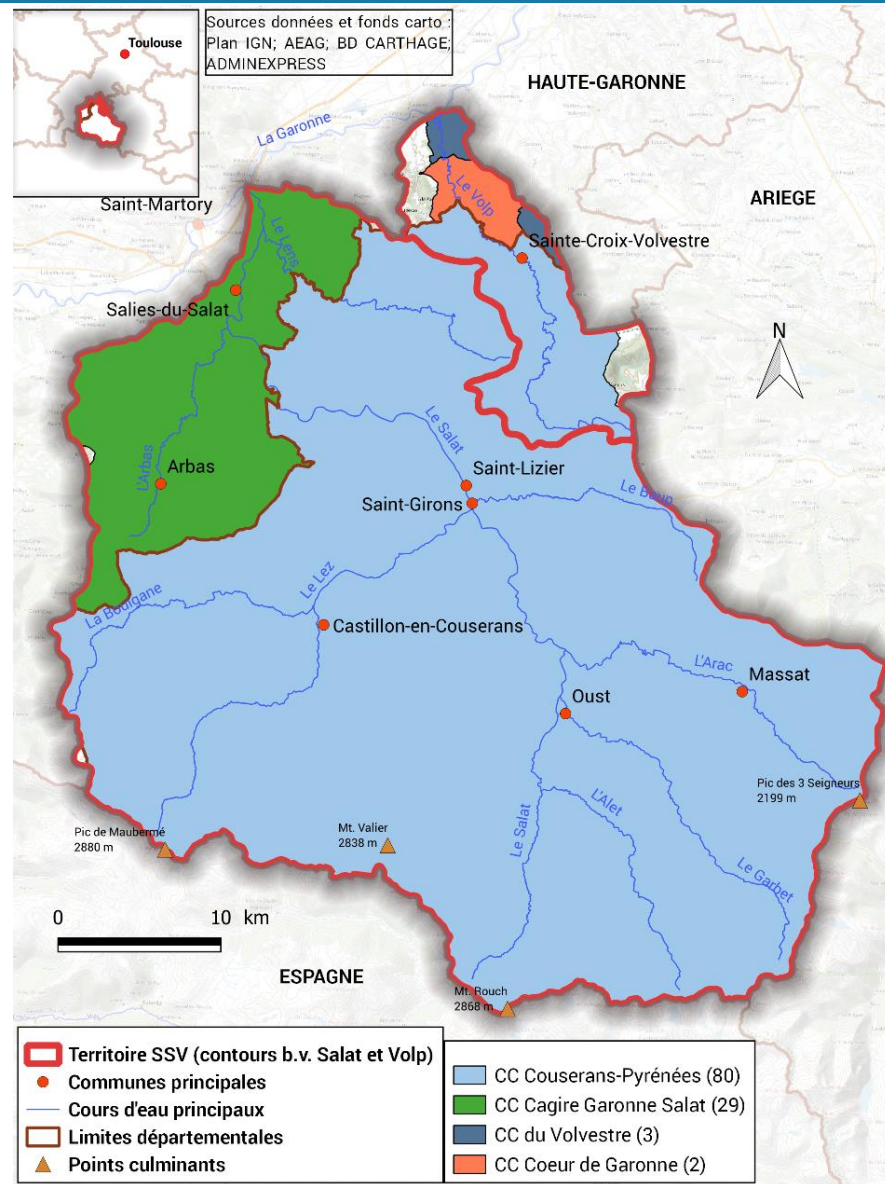 Sources données et fonds carto :
Plan IGN; AEAG; BD CARTHAGE;
ADMINEXPRESS
Toulouse
HAUTE-GARONNE
La Garonne
ARIEGE
Le Volp
Saint-Martory
Sainte-Croix-Volvestre
Le Lens
Salies-du-Salat
N
Le Salat
L'Arbas
Arbas
Saint-Lizier
Saint-Girons
Le Baup
Le Lez
La Bouigane
Castillon-en-Couserans
L'Arac
Massat
Oust
Pic des 3 Seigneurs
2199 m
L'Alet
Le Salat
Pic de Maubermé
2880 m
Mt. Valier
2838 m
Le Garbet
0 10 km
ESPAGNE
Mt. Rouch
2868 m
Territoire SSV (contours b.v. Salat et Volp)
Communes principales
Cours d'eau principaux
Limites départementales
Points culminants
CC Couserans-Pyrénées (80)
CC Cagire Garonne Salat (29)
CC du Volvestre (3)
CC Coeur de Garonne (2)